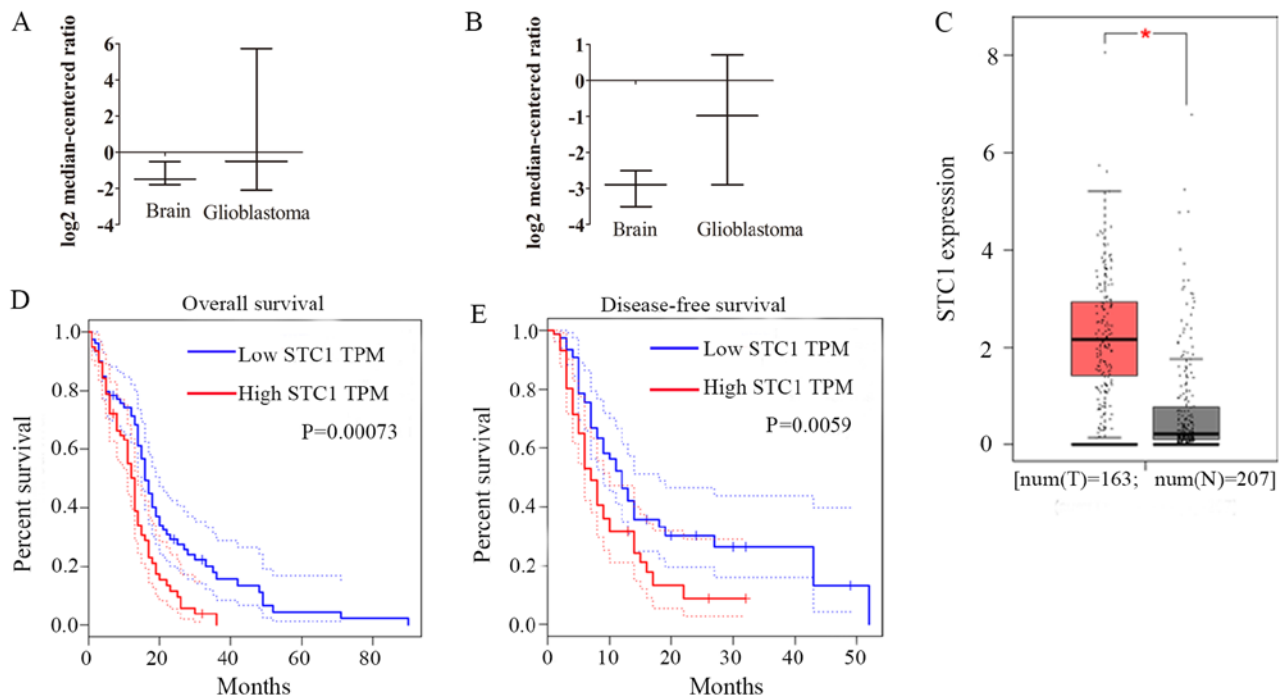 A
log2 median-centered ratio
6
4
2
0
-2
-4
Brain
Glioblastoma
B
log2 median-centered ratio
1
0
-1
-2
-3
-4
Brain
Glioblastoma
C
STC1 expression
8
6
4
2
0
*
[num(T)=163; num(N)=207]
D
Overall survival
Percent survival
1.0
0.8
0.6
0.4
0.2
0.0
Low STC1 TPM
High STC1 TPM
P=0.00073
0 20 40 60 80
Months
E
Disease-free survival
Percent survival
1.0
0.8
0.6
0.4
0.2
0.0
Low STC1 TPM
High STC1 TPM
P=0.0059
0 10 20 30 40 50
Months